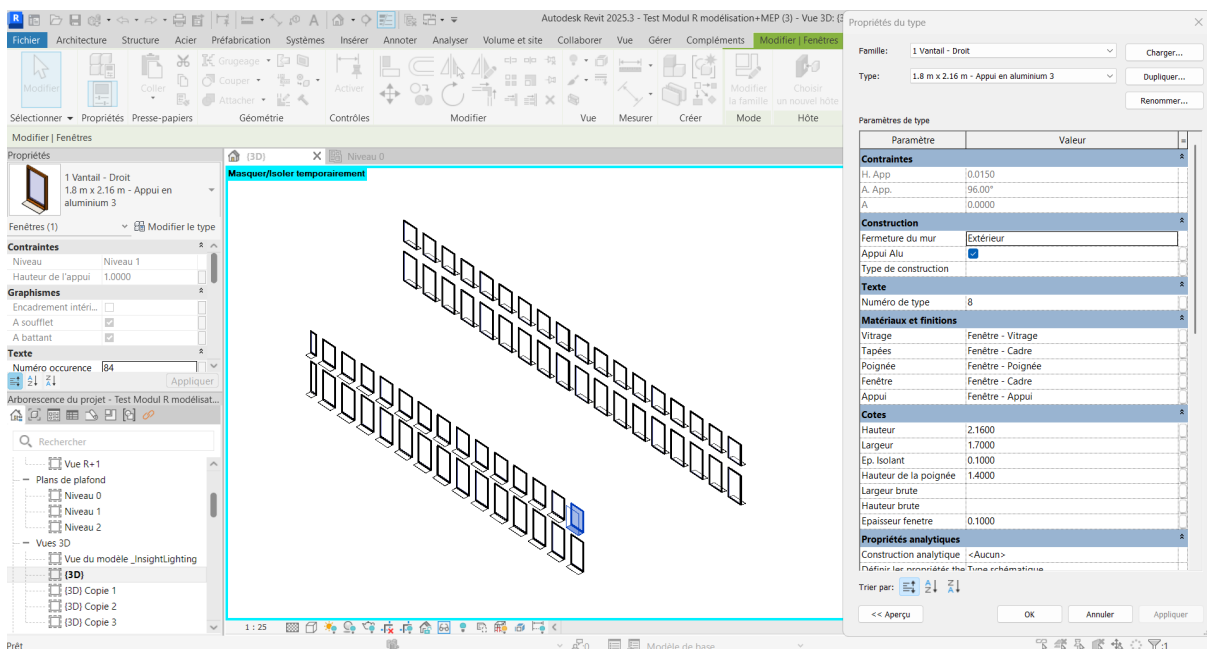 Autodesk Revit 2025.3 - Test Modul R modélisation+MEP (3) - Vue 3D: {3
Fichier Architecture Structure Acier Préfabrication Systèmes Insérer Annoter Analyser Volume et site Collaborer Vue Gérer Compléments Modifier | Fenêtres
Modifier
Coller
Grugeage
Couper
Attacher
Activer
Modifier
la famille
Choisir
un nouvel hôte
Sélectionner Propriétés Presse-papiers Géométrie Contrôles Modifier Vue Mesurer Créer Mode Hôte
Modifier | Fenêtres
Propriétés
1 Vantail - Droit
1.8 m x 2.16 m - Appui en
aluminium 3
Fenêtres (1) Modifier le type
Contraintes
Niveau Niveau 1
Hauteur de l'appui 1.0000
Graphismes
Encadrement intéri...
A soufflet
A battant
Texte
Numéro occurence 84
Appliquer
Arborescence du projet - Test Modul R modélisat...
Rechercher
Vue R+1
Plans de plafond
Niveau 0
Niveau 1
Niveau 2
Vues 3D
Vue du modèle _InsightLighting
{3D}
{3D} Copie 1
{3D} Copie 2
{3D} Copie 3
Prêt
{3D} Niveau 0
Masquer/Isoler temporairement
1 : 25
:0 Modèle de base :1
Propriétés du type
Famille: 1 Vantail - Droit Charger...
Type: 1.8 m x 2.16 m - Appui en aluminium 3 Dupliquer...
Renommer...
Paramètres de type
Paramètre Valeur =
Contraintes
H. App 0.0150
A. App. 96.00°
A 0.0000
Construction
Fermeture du mur Extérieur
Appui Alu
Type de construction
Texte
Numéro de type 8
Matériaux et finitions
Vitrage Fenêtre - Vitrage
Tapées Fenêtre - Cadre
Poignée Fenêtre - Poignée
Fenêtre Fenêtre - Cadre
Appui Fenêtre - Appui
Cotes
Hauteur 2.1600
Largeur 1.7000
Ep. Isolant 0.1000
Hauteur de la poignée 1.4000
Largeur brute
Hauteur brute
Epaisseur fenetre 0.1000
Propriétés analytiques
Construction analytique <Aucun>
Définir les propriétés the Type schématique
Trier par:
<< Aperçu OK Annuler Appliquer